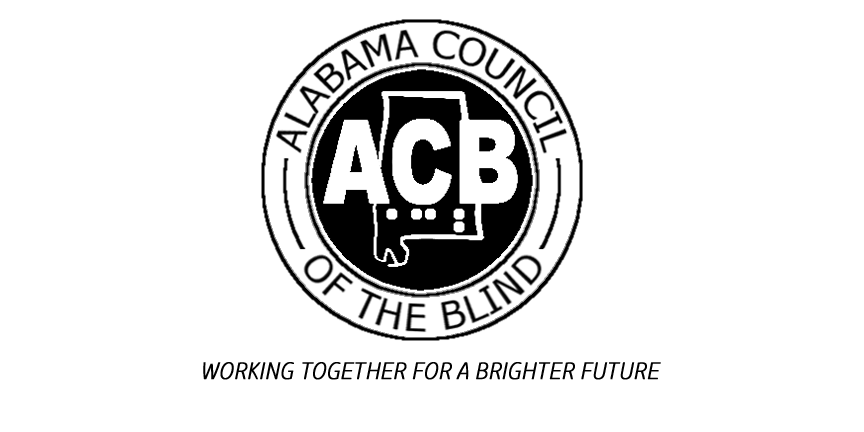 ALABAMA COUNCIL
ACB
⠁⠉⠃
OF THE BLIND
WORKING TOGETHER FOR A BRIGHTER FUTURE